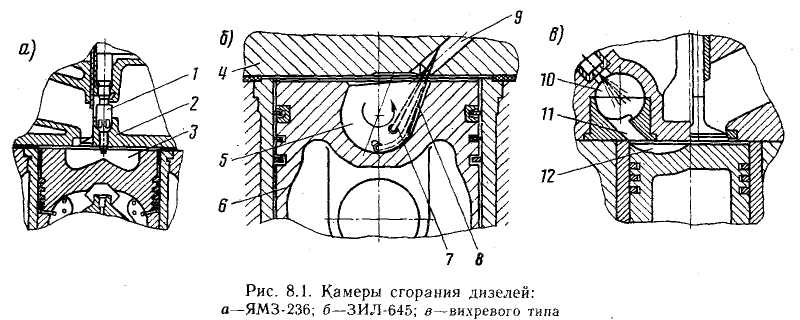 а)
1
2
3
б)
9
4
5
6
7
8
в)
10
11
12
Рис. 8.1. Камеры сгорания дизелей:
а—ЯМЗ-236; б—ЗИЛ-645; в—вихревого типа